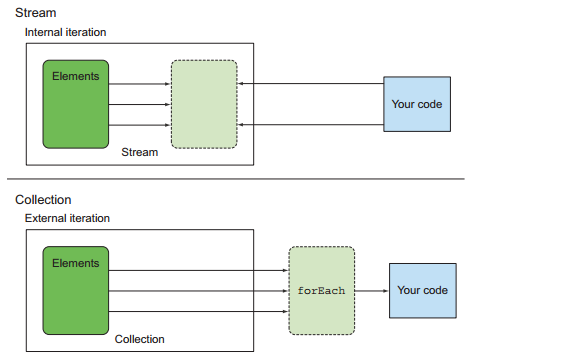 Stream
Internal iteration
Elements
Your code
Stream
Collection
External iteration
Elements
forEach
Your code
Collection